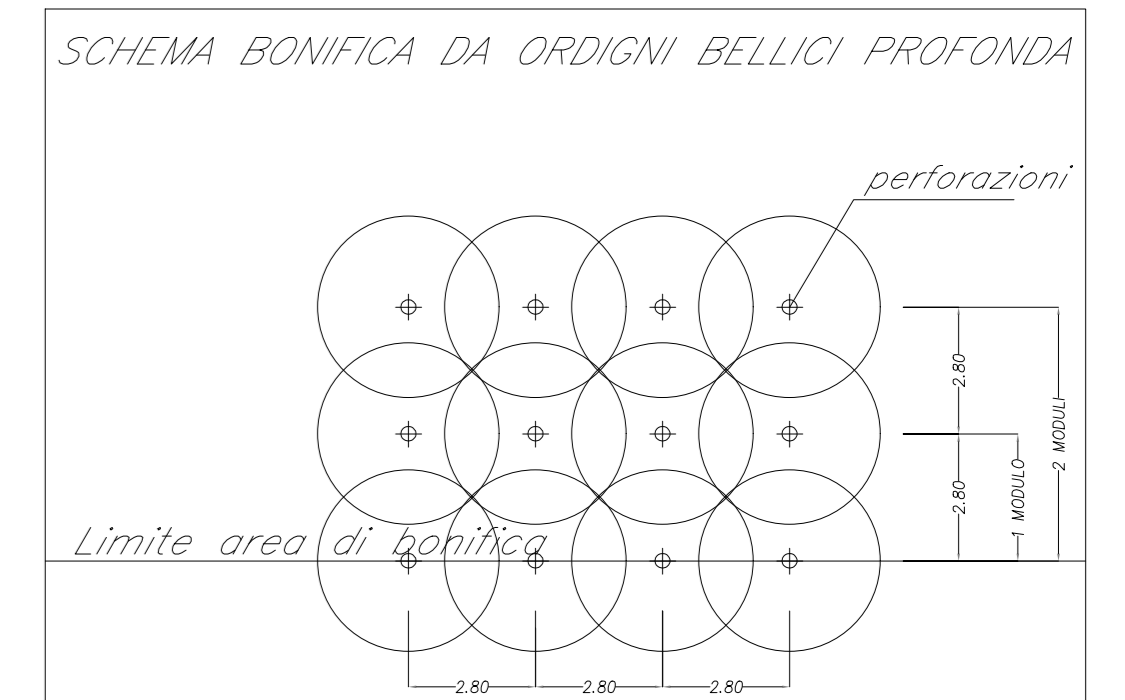 SCHEMA BONIFICA DA ORDIGNI BELLICI PROFONDA
perforazioni
2.80
2 MODULI
2.80
1 MODULO
Limite area di bonifica
2.80
2.80
2.80